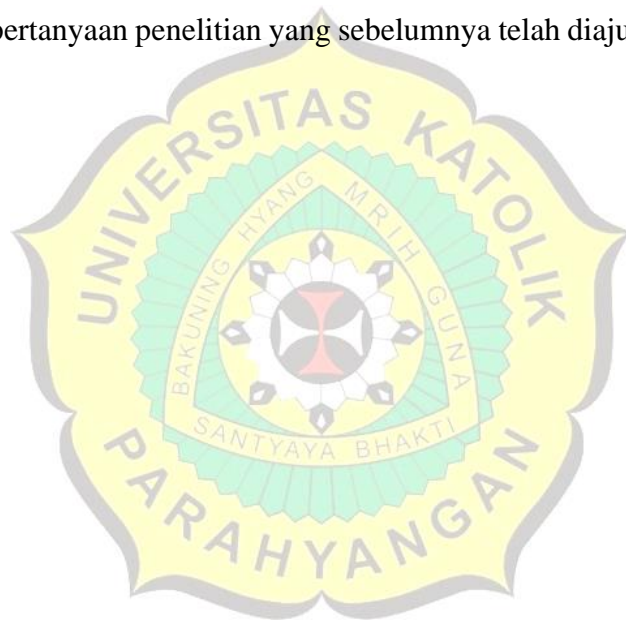 pertanyaan penelitian yang sebelumnya telah diaju
UNIVERSITAS KATOLIK
BAKUNING HYANG MRIH GUNA
SANTYAYA BHAKTI
PARAHYANGAN